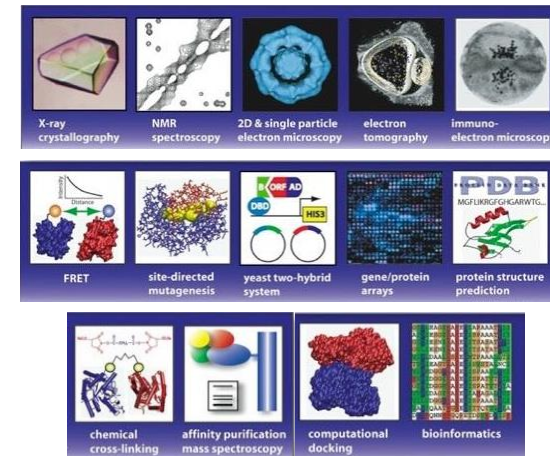 X-ray
crystallography
NMR
spectroscopy
2D & single particle
electron microscopy
electron
tomography
immuno-
electron microscop
Intensity
Distance
FRET
site-directed
mutagenesis
B ORF AD
DBD
HIS3
yeast two-hybrid
system
gene/protein
arrays
PDB
MGFLIKRGFGHGARWTG...
protein structure
prediction
chemical
cross-linking
affinity purification
mass spectroscopy
computational
docking
bioinformatics